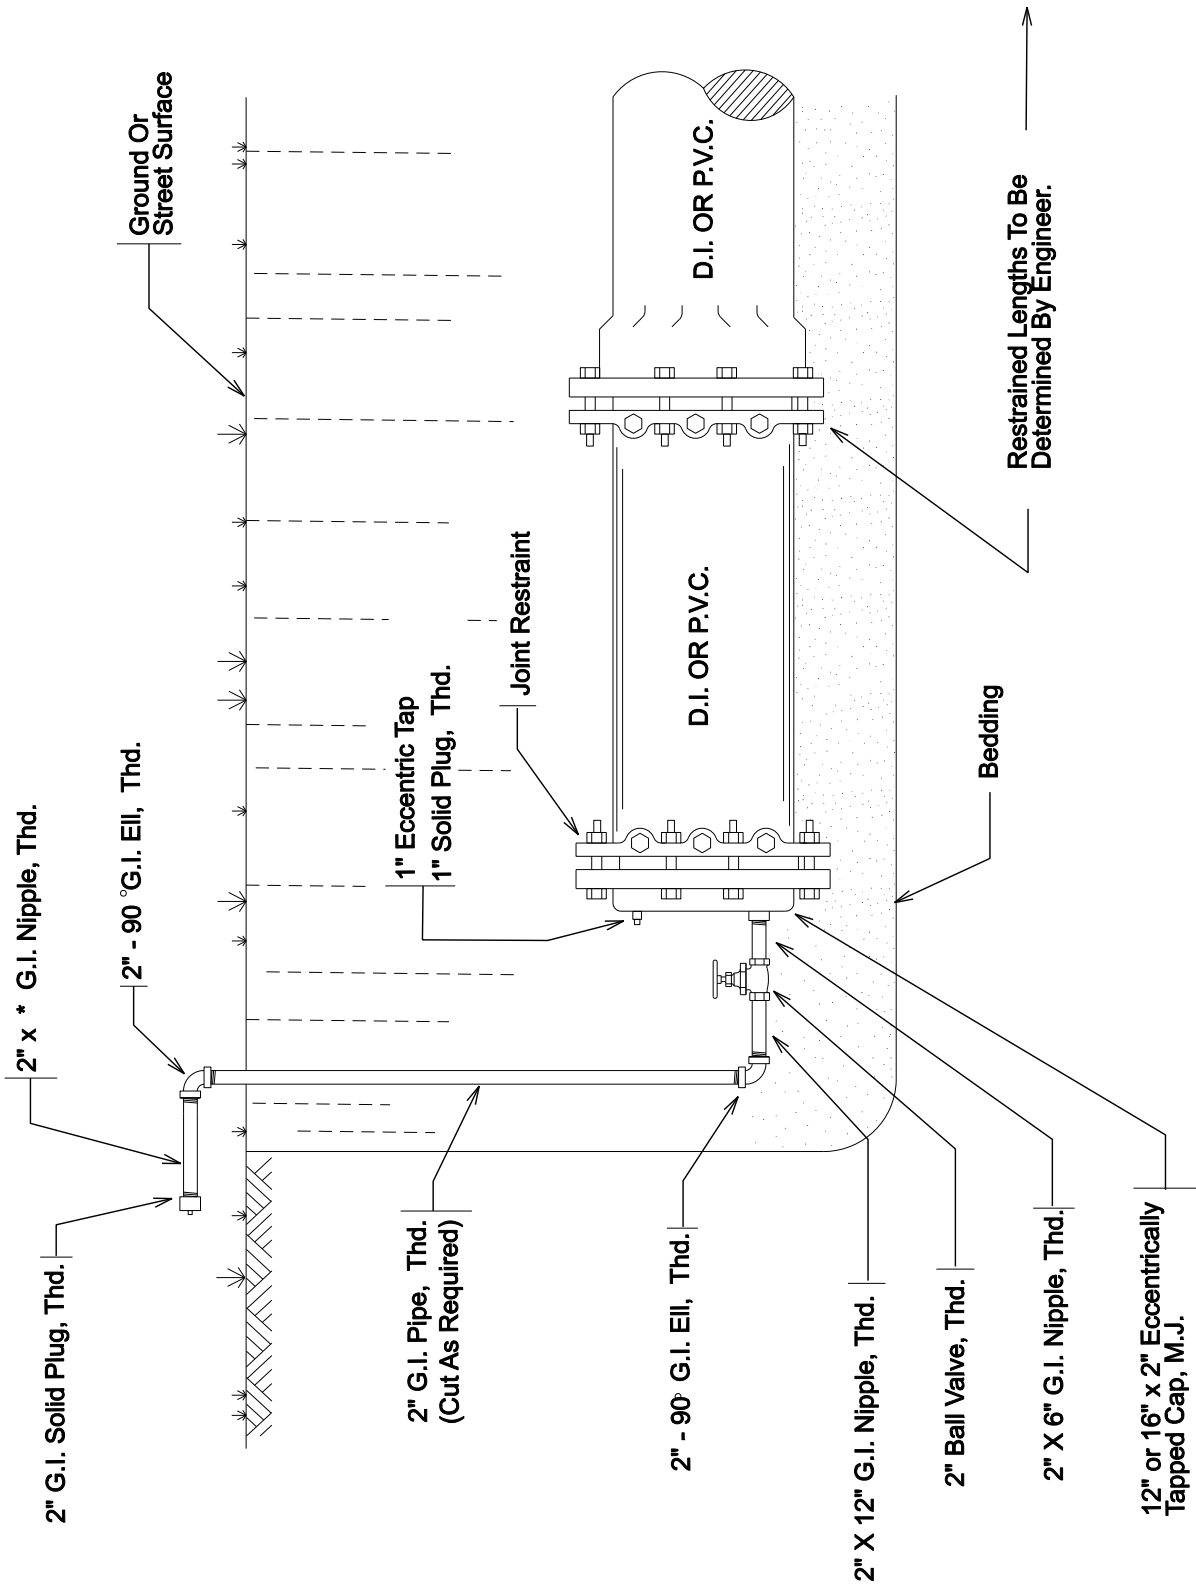 2" G.I. Solid Plug, Thd.
2" x * G.I. Nipple, Thd.
2" - 90 °G.I. Ell, Thd.
Ground Or
Street Surface
2" G.I. Pipe, Thd.
(Cut As Required)
1" Eccentric Tap
1" Solid Plug, Thd.
Joint Restraint
D.I. OR P.V.C.
D.I. OR P.V.C.
2" - 90° G.I. Ell, Thd.
2" X 12" G.I. Nipple, Thd.
2" Ball Valve, Thd.
2" X 6" G.I. Nipple, Thd.
12" or 16" x 2" Eccentrically
Tapped Cap, M.J.
Bedding
Restrained Lengths To Be
Determined By Engineer.